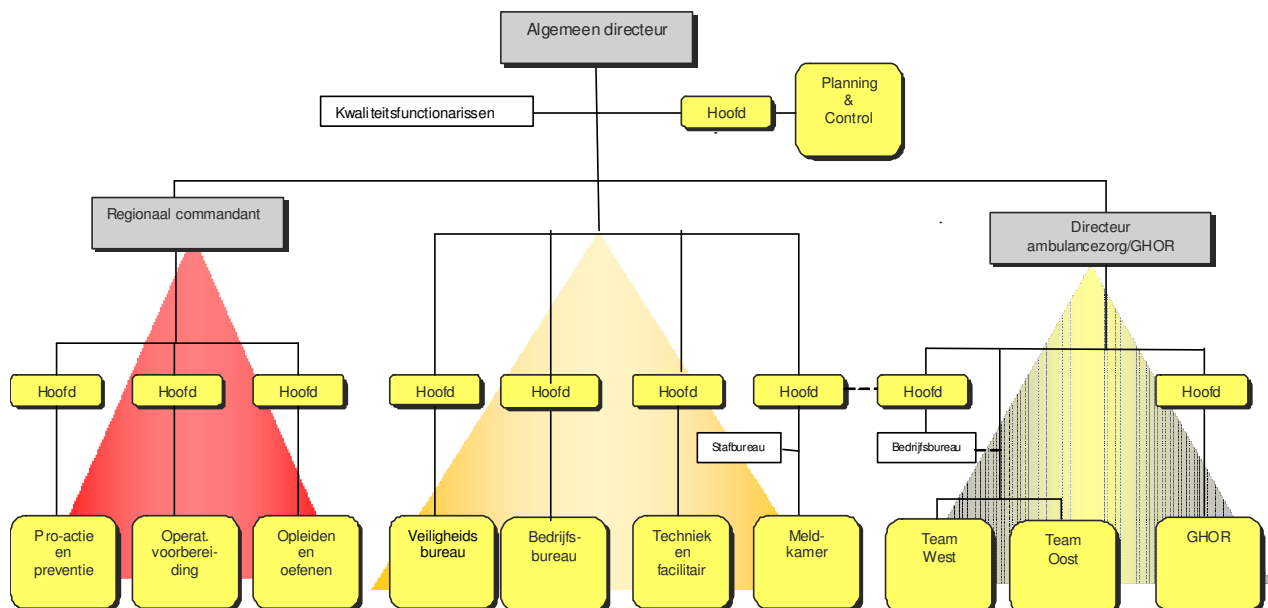 Algemeen directeur
Kwaliteitsfunctionarissen
Hoofd
Planning
&
Control
Regionaal commandant
Directeur
ambulancezorg/GHOR
Hoofd
Hoofd
Hoofd
Hoofd
Hoofd
Hoofd
Hoofd
Hoofd
Hoofd
Stafbureau
Bedrijfsbureau
Pro-actie
en
preventie
Operat.
voorberei-
ding
Opleiden
en
oefenen
Veiligheids
bureau
Bedrijfs-
bureau
Techniek
en
facilitair
Meld-
kamer
Team
West
Team
Oost
GHOR